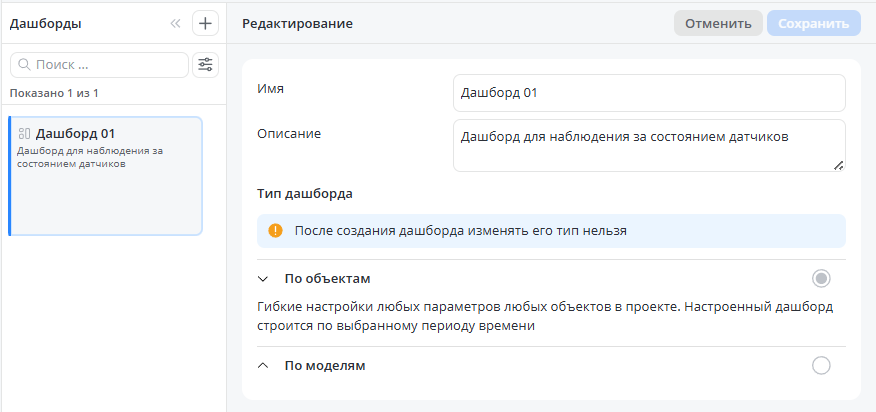 Дашборды
Редактирование
Отменить
Сохранить
Поиск ...
Показано 1 из 1
Дашборд 01
Дашборд для наблюдения за
состоянием датчиков
Имя
Дашборд 01
Описание
Дашборд для наблюдения за состоянием датчиков
Тип дашборда
После создания дашборда изменять его тип нельзя
По объектам
Гибкие настройки любых параметров любых объектов в проекте. Настроенный дашборд
строится по выбранному периоду времени
По моделям